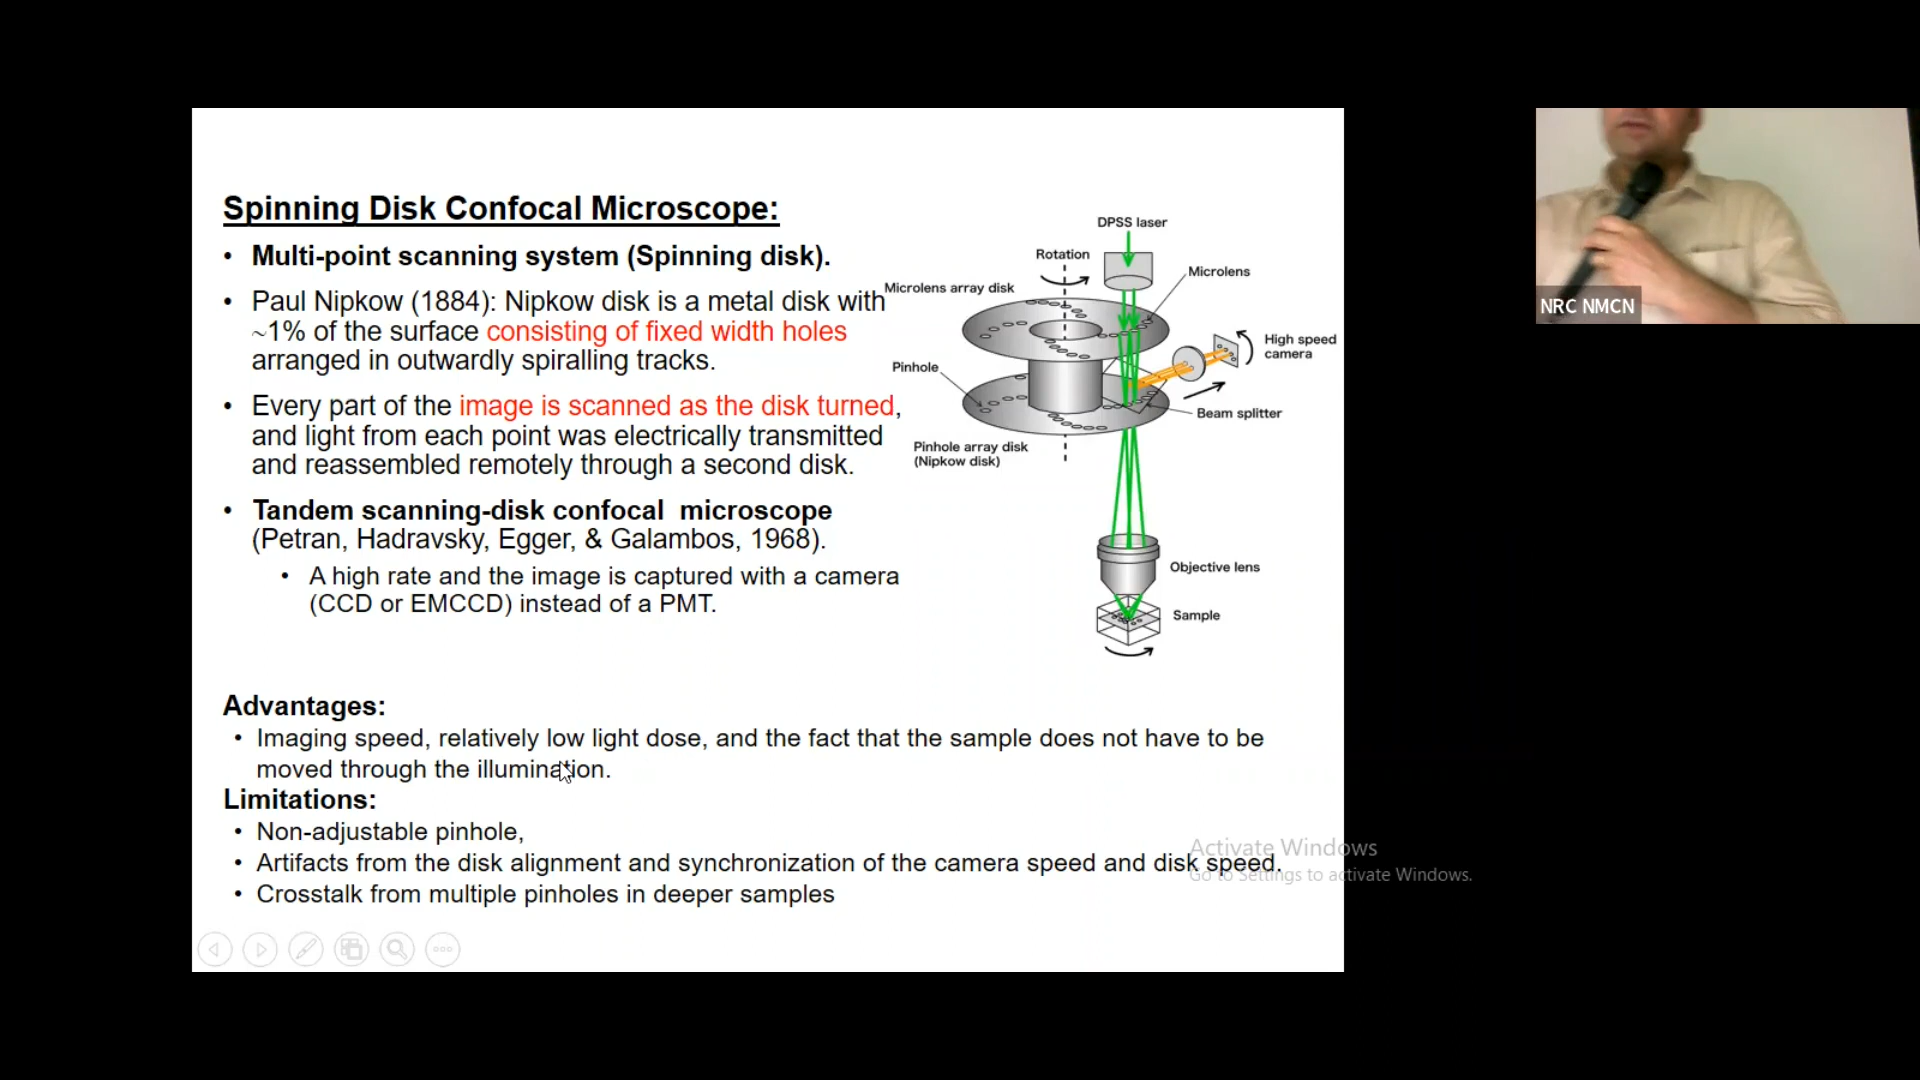 Spinning Disk Confocal Microscope:
• Multi-point scanning system (Spinning disk).
• Paul Nipkow (1884): Nipkow disk is a metal disk with
~1% of the surface consisting of fixed width holes
arranged in outwardly spiralling tracks.
• Every part of the image is scanned as the disk turned,
and light from each point was electrically transmitted
and reassembled remotely through a second disk.
• Tandem scanning-disk confocal microscope
(Petran, Hadravsky, Egger, & Galambos, 1968).
• A high rate and the image is captured with a camera
(CCD or EMCCD) instead of a PMT.
DPSS laser
Rotation
Microlens
Microlens array disk
High speed
camera
Pinhole
Beam splitter
Pinhole array disk
(Nipkow disk)
Objective lens
Sample
Advantages:
• Imaging speed, relatively low light dose, and the fact that the sample does not have to be
moved through the illumination.
Limitations:
• Non-adjustable pinhole,
• Artifacts from the disk alignment and synchronization of the camera speed and disk speed.
• Crosstalk from multiple pinholes in deeper samples
Activate Windows
Go to Settings to activate Windows.
NRC NMCN